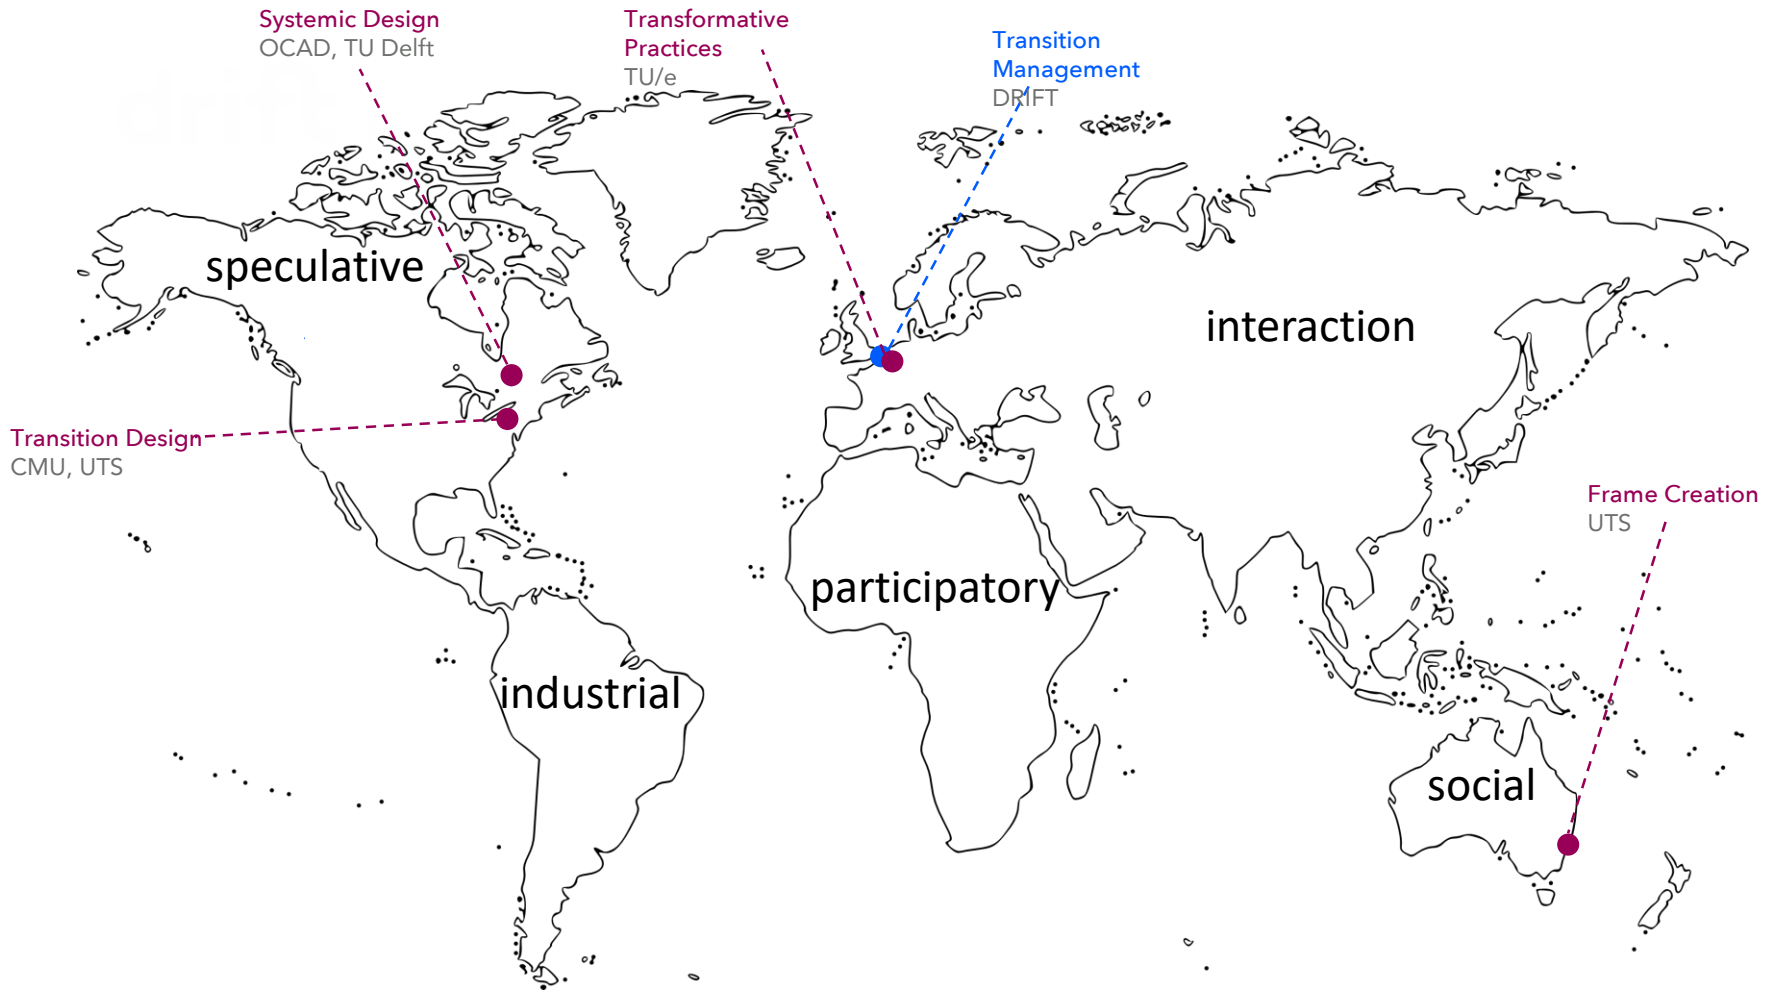 Systemic Design
OCAD, TU Delft
Transformative
Practices
TU/e
Transition
Management
DRIFT
speculative
interaction
Transition Design
CMU, UTS
Frame Creation
UTS
participatory
industrial
social